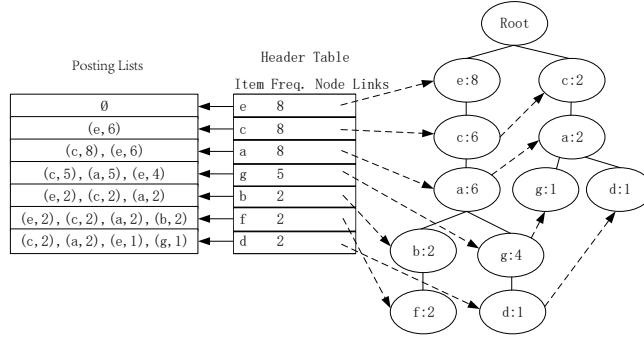 Root
Header Table
Posting Lists
Item Freq. Node Links
Ø
e 8
(e,6)
c 8
(c,8),(e,6)
a 8
(c,5),(a,5),(e,4)
g 5
(e,2),(c,2),(a,2)
b 2
(e,2),(c,2),(a,2),(b,2)
f 2
(c,2),(a,2),(e,1),(g,1)
d 2
e:8
c:2
c:6
a:2
a:6
g:1
d:1
b:2
g:4
f:2
d:1